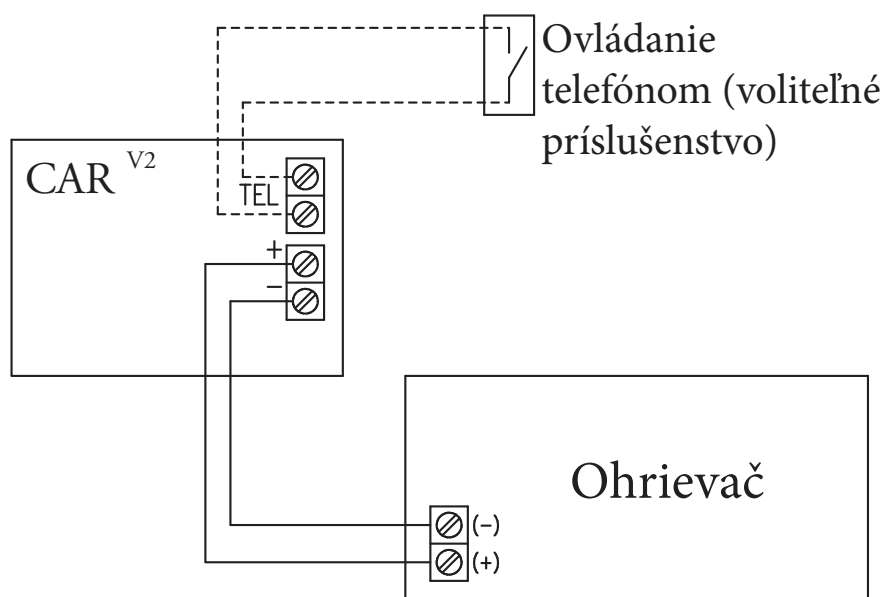 Ovládanie
telefónom (voliteľné
príslušenstvo)
CAR V2
TEL
+
−
Ohrievač
(-)
(+)